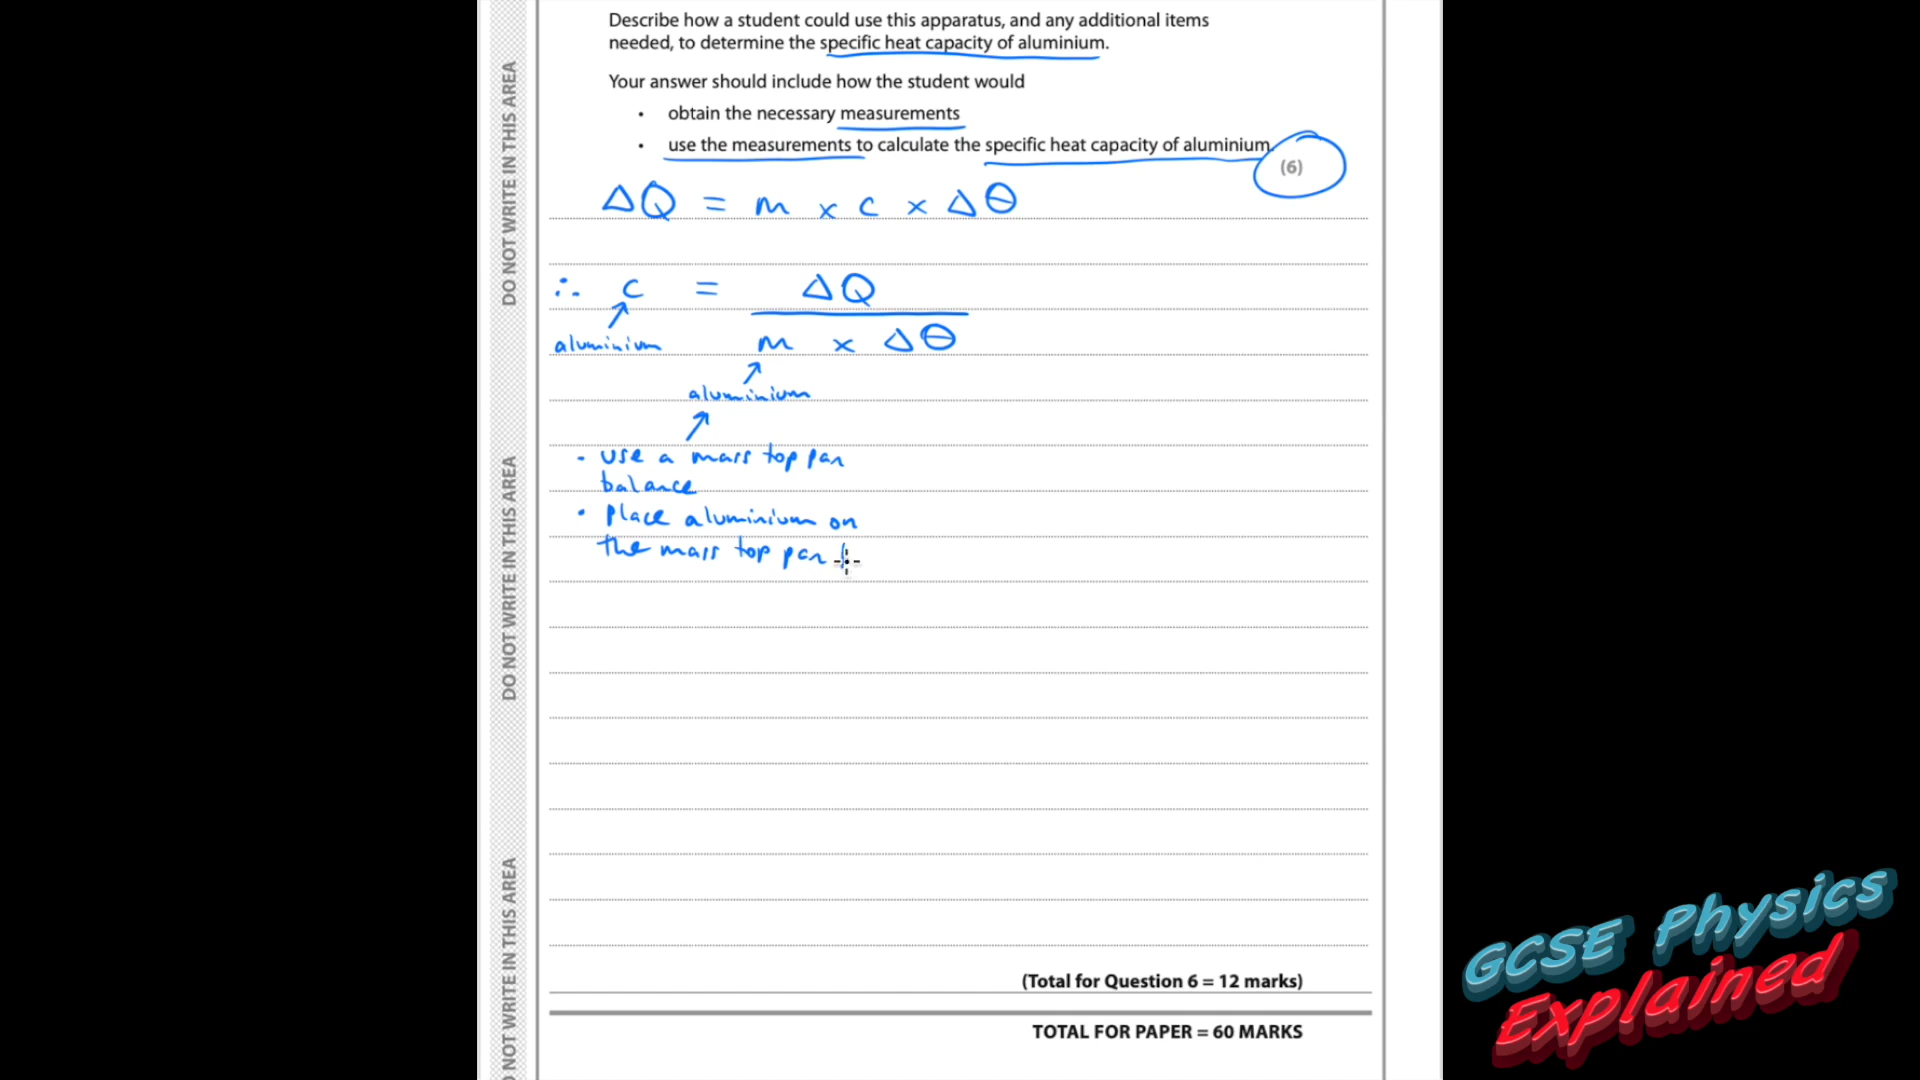 Describe how a student could use this apparatus, and any additional items
needed, to determine the specific heat capacity of aluminium.
Your answer should include how the student would
• obtain the necessary measurements
• use the measurements to calculate the specific heat capacity of aluminium.
(6)
ΔQ = m x c x Δθ
∴ c = ΔQ
m x Δθ
aluminium
aluminium
• Use a mass top pan
balance
• Place aluminium on
the mass top pan
(Total for Question 6 = 12 marks)
TOTAL FOR PAPER = 60 MARKS
DO NOT WRITE IN THIS AREA
DO NOT WRITE IN THIS AREA
NOT WRITE IN THIS AREA
GCSE Physics
Explained